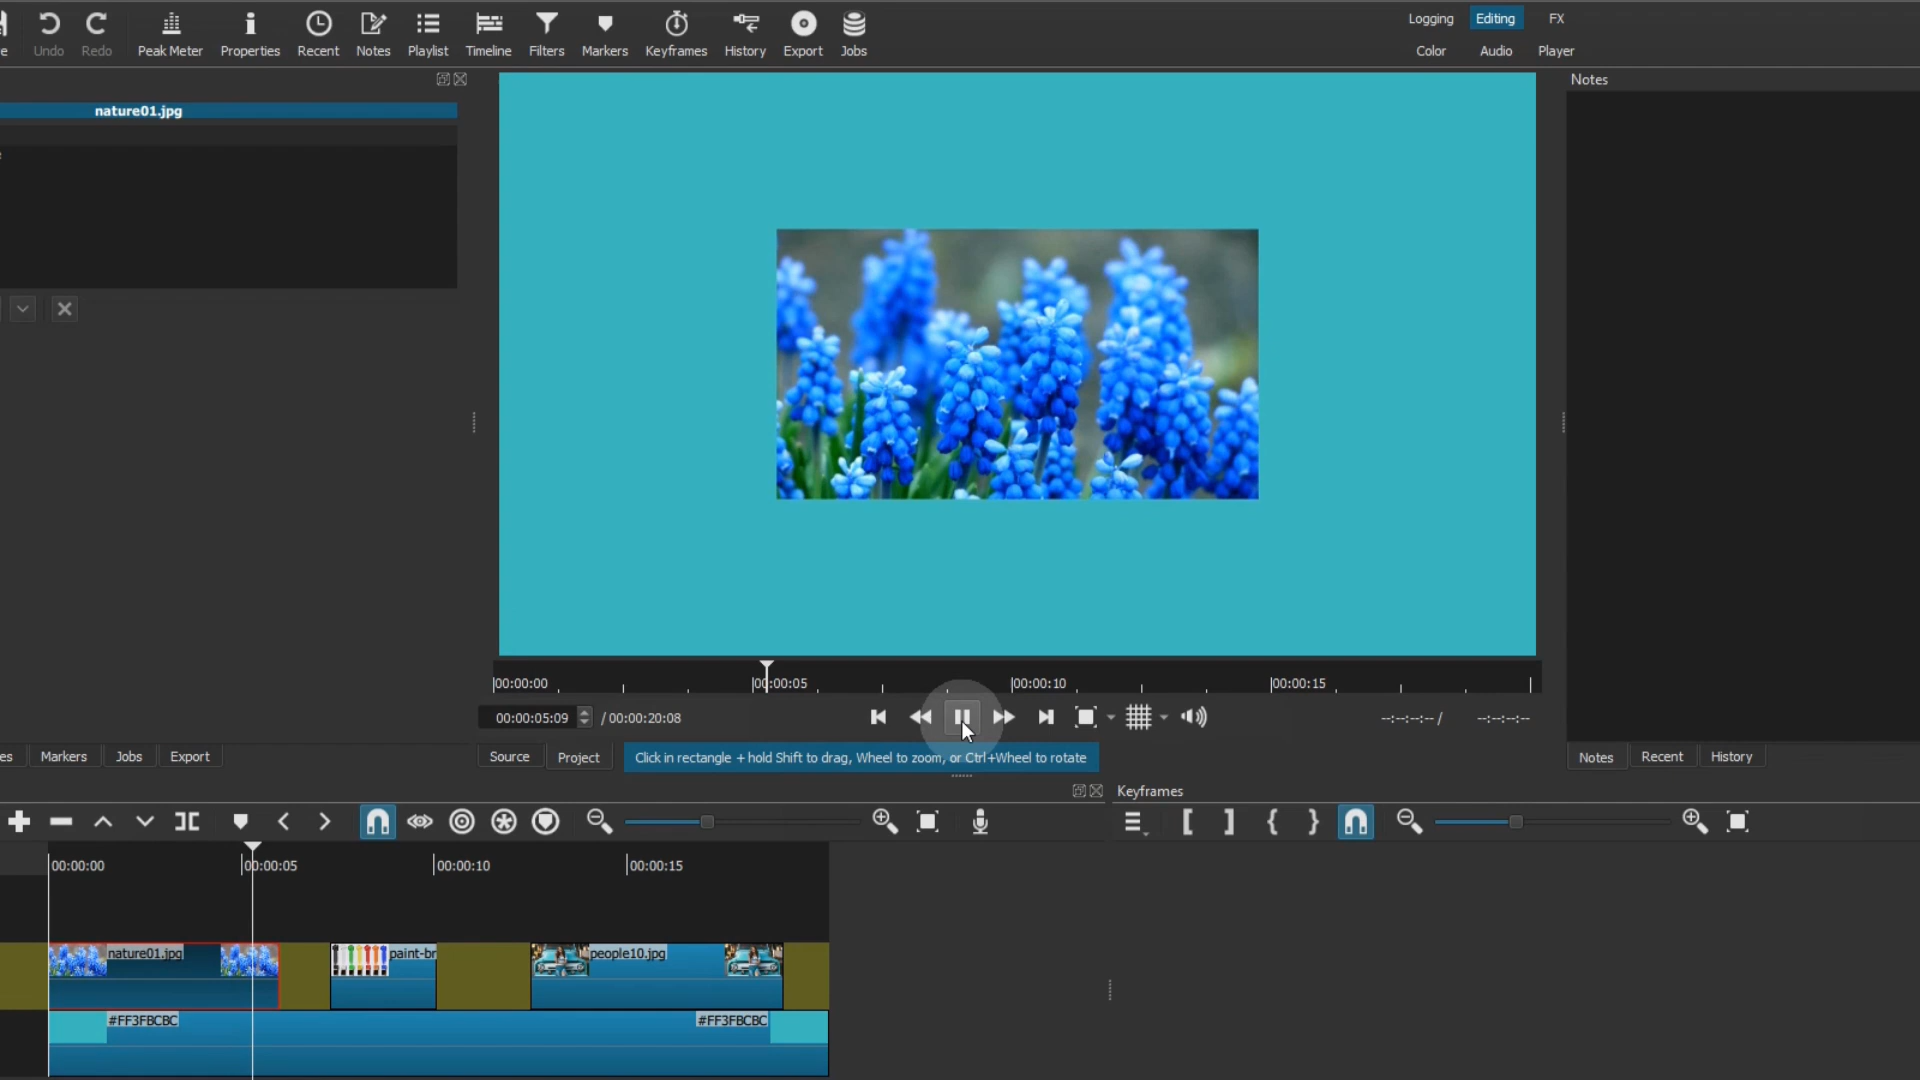 Undo Redo Peak Meter Properties Recent Notes Playlist Timeline Filters Markers Keyframes History Export Jobs
Logging Editing FX
Color Audio Player
nature01.jpg
Notes
00:00:00 00:00:05 00:00:10 00:00:15
00:00:05:09 / 00:00:20:08 --:--:--:-- / --:--:--:--
Markers Jobs Export
Source Project Click in rectangle + hold Shift to drag, Wheel to zoom, or Ctrl+Wheel to rotate
Notes Recent History
Keyframes
00:00:00 00:00:05 00:00:10 00:00:15
nature01.jpg paint-br people10.jpg
#FF3FBCBC #FF3FBCBC